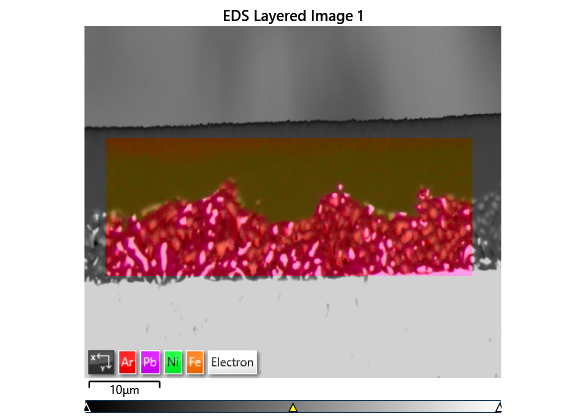 EDS Layered Image 1
X Y
Ar Pb Ni Fe Electron
10µm